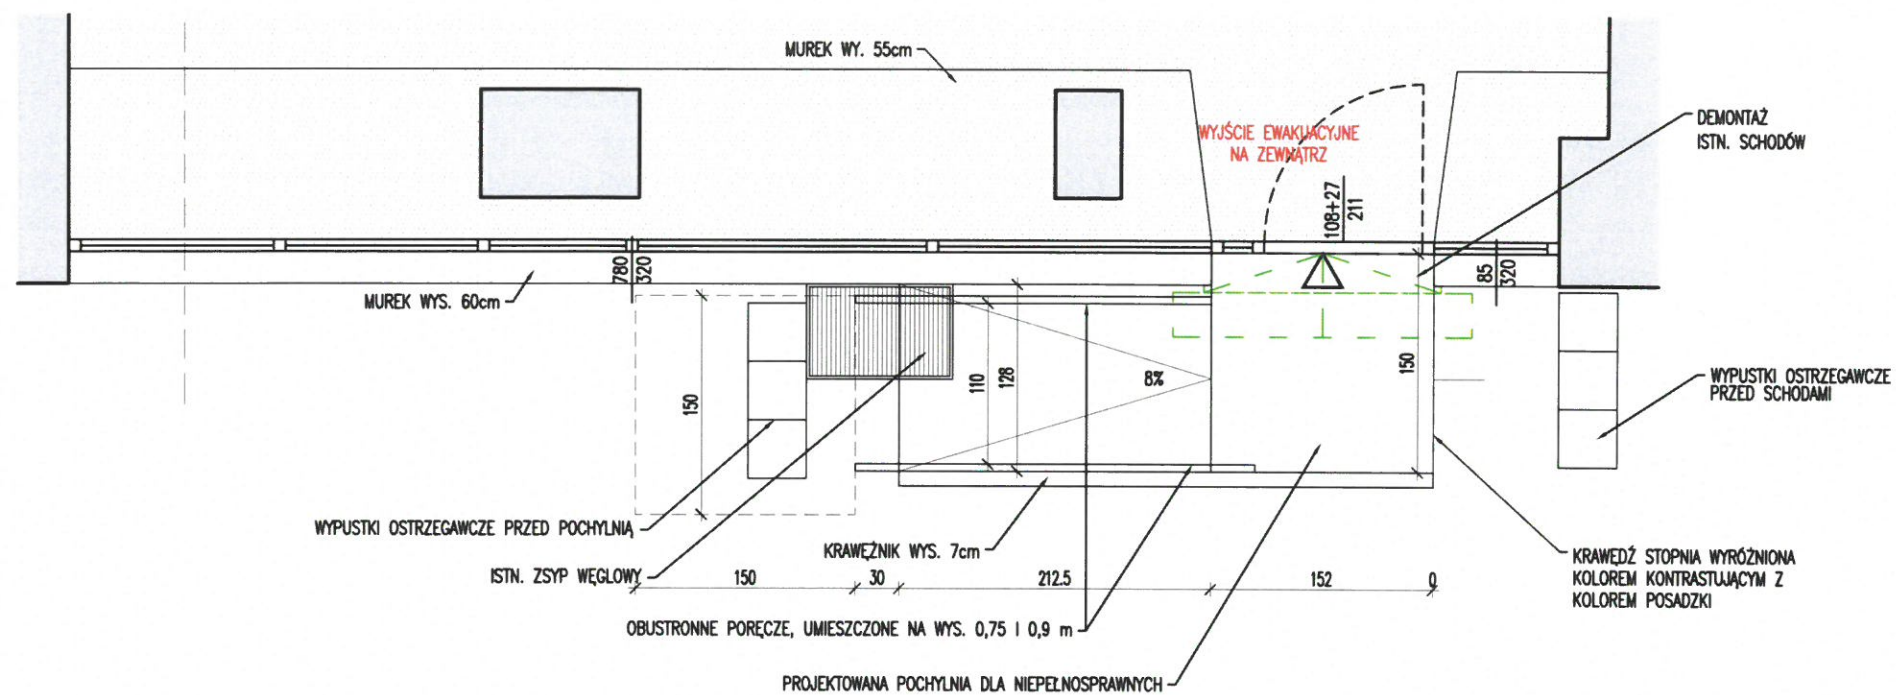 MUREK WY. 55cm
WYJŚCIE EWAKUACYJNE
NA ZEWNĄTRZ
DEMONTAŻ
ISTN. SCHODÓW
108+27
211
780
320
85
320
MUREK WYS. 60cm
150
110
128
8%
150
WYPUSTKI OSTRZEGAWCZE
PRZED SCHODAMI
WYPUSTKI OSTRZEGAWCZE PRZED POCHYLNIĄ
KRAWĘŻNIK WYS. 7cm
ISTN. ZSYP WĘGLOWY
150 30 212.5 152 0
KRAWĘDŹ STOPNIA WYRÓŻNIONA
KOLOREM KONTRASTUJĄCYM Z
KOLOREM POSADZKI
OBUSTRONNE PORĘCZE, UMIESZCZONE NA WYS. 0,75 I 0,9 m
PROJEKTOWANA POCHYLNIA DLA NIEPEŁNOSPRAWNYCH